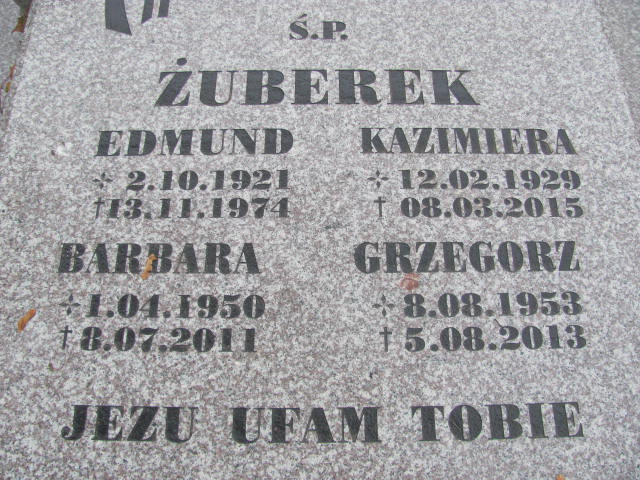 Ś.P.
ŻUBEREK
EDMUND
✢ 2.10.1921
†13.11.1974
KAZIMIERA
✢ 12.02.1929
† 08.03.2015
BARBARA
✢1.04.1950
† 8.07.2011
GRZEGORZ
✢ 8.08.1953
† 5.08.2013
JEZU UFAM TOBIE